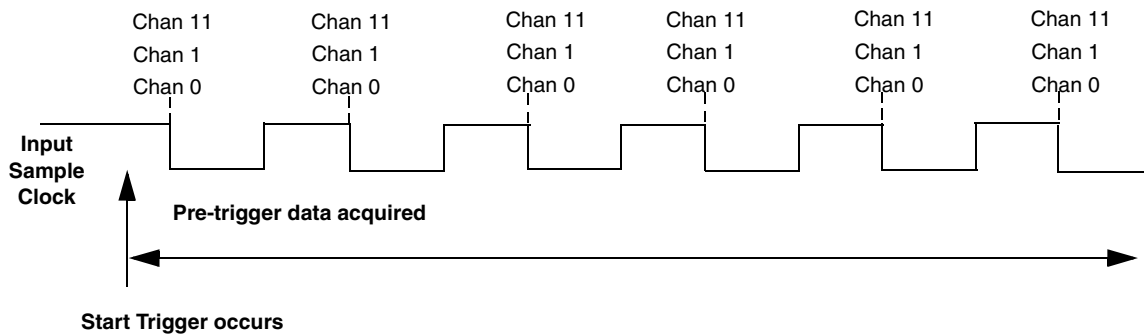 Chan 11 Chan 11 Chan 11 Chan 11 Chan 11 Chan 11
Chan 1 Chan 1 Chan 1 Chan 1 Chan 1 Chan 1
Chan 0 Chan 0 Chan 0 Chan 0 Chan 0 Chan 0
Input
Sample
Clock
Pre-trigger data acquired
Start Trigger occurs